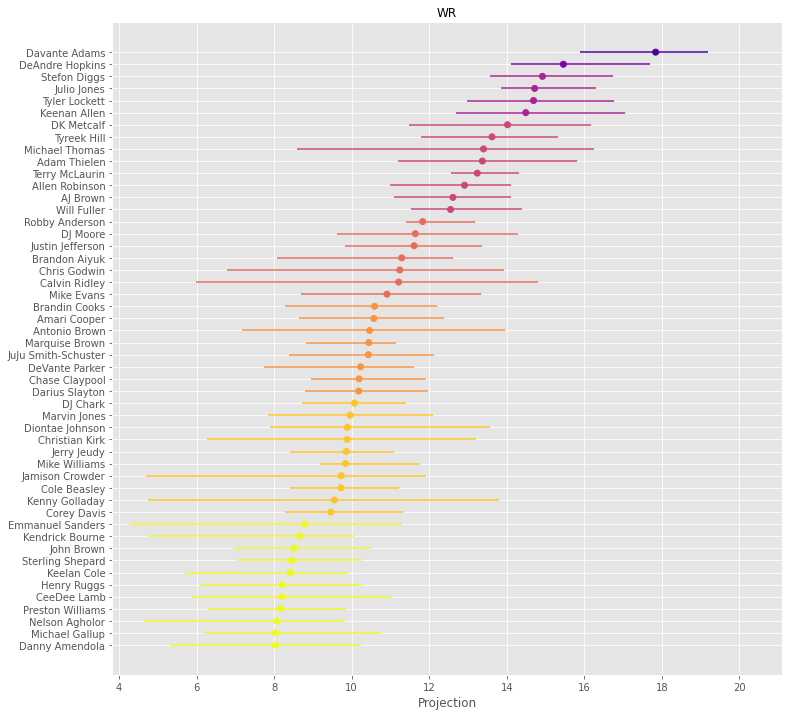 WR
Davante Adams
DeAndre Hopkins
Stefon Diggs
Julio Jones
Tyler Lockett
Keenan Allen
DK Metcalf
Tyreek Hill
Michael Thomas
Adam Thielen
Terry McLaurin
Allen Robinson
AJ Brown
Will Fuller
Robby Anderson
DJ Moore
Justin Jefferson
Brandon Aiyuk
Chris Godwin
Calvin Ridley
Mike Evans
Brandin Cooks
Amari Cooper
Antonio Brown
Marquise Brown
JuJu Smith-Schuster
DeVante Parker
Chase Claypool
Darius Slayton
DJ Chark
Marvin Jones
Diontae Johnson
Christian Kirk
Jerry Jeudy
Mike Williams
Jamison Crowder
Cole Beasley
Kenny Golladay
Corey Davis
Emmanuel Sanders
Kendrick Bourne
John Brown
Sterling Shepard
Keelan Cole
Henry Ruggs
CeeDee Lamb
Preston Williams
Nelson Agholor
Michael Gallup
Danny Amendola
4 6 8 10 12 14 16 18 20
Projection